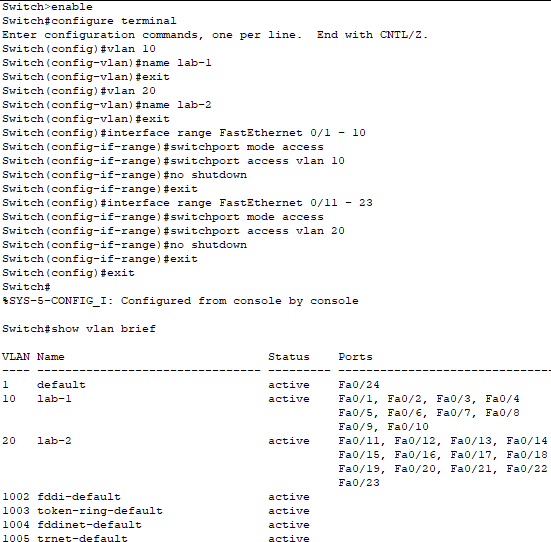 Switch>enable
Switch#configure terminal
Enter configuration commands, one per line.  End with CNTL/Z.
Switch(config)#vlan 10
Switch(config-vlan)#name lab-1
Switch(config-vlan)#exit
Switch(config)#vlan 20
Switch(config-vlan)#name lab-2
Switch(config-vlan)#exit
Switch(config)#interface range FastEthernet 0/1 - 10
Switch(config-if-range)#switchport mode access
Switch(config-if-range)#switchport access vlan 10
Switch(config-if-range)#no shutdown
Switch(config-if-range)#exit
Switch(config)#interface range FastEthernet 0/11 - 23
Switch(config-if-range)#switchport mode access
Switch(config-if-range)#switchport access vlan 20
Switch(config-if-range)#no shutdown
Switch(config-if-range)#exit
Switch(config)#exit
Switch#
%SYS-5-CONFIG_I: Configured from console by console
Switch#show vlan brief
VLAN Name                             Status    Ports
---- -------------------------------- --------- -------------------------------
1    default                          active    Fa0/24
10   lab-1                            active    Fa0/1, Fa0/2, Fa0/3, Fa0/4
                                                Fa0/5, Fa0/6, Fa0/7, Fa0/8
                                                Fa0/9, Fa0/10
20   lab-2                            active    Fa0/11, Fa0/12, Fa0/13, Fa0/14
                                                Fa0/15, Fa0/16, Fa0/17, Fa0/18
                                                Fa0/19, Fa0/20, Fa0/21, Fa0/22
                                                Fa0/23
1002 fddi-default                     active
1003 token-ring-default               active
1004 fddinet-default                  active
1005 trnet-default                    active